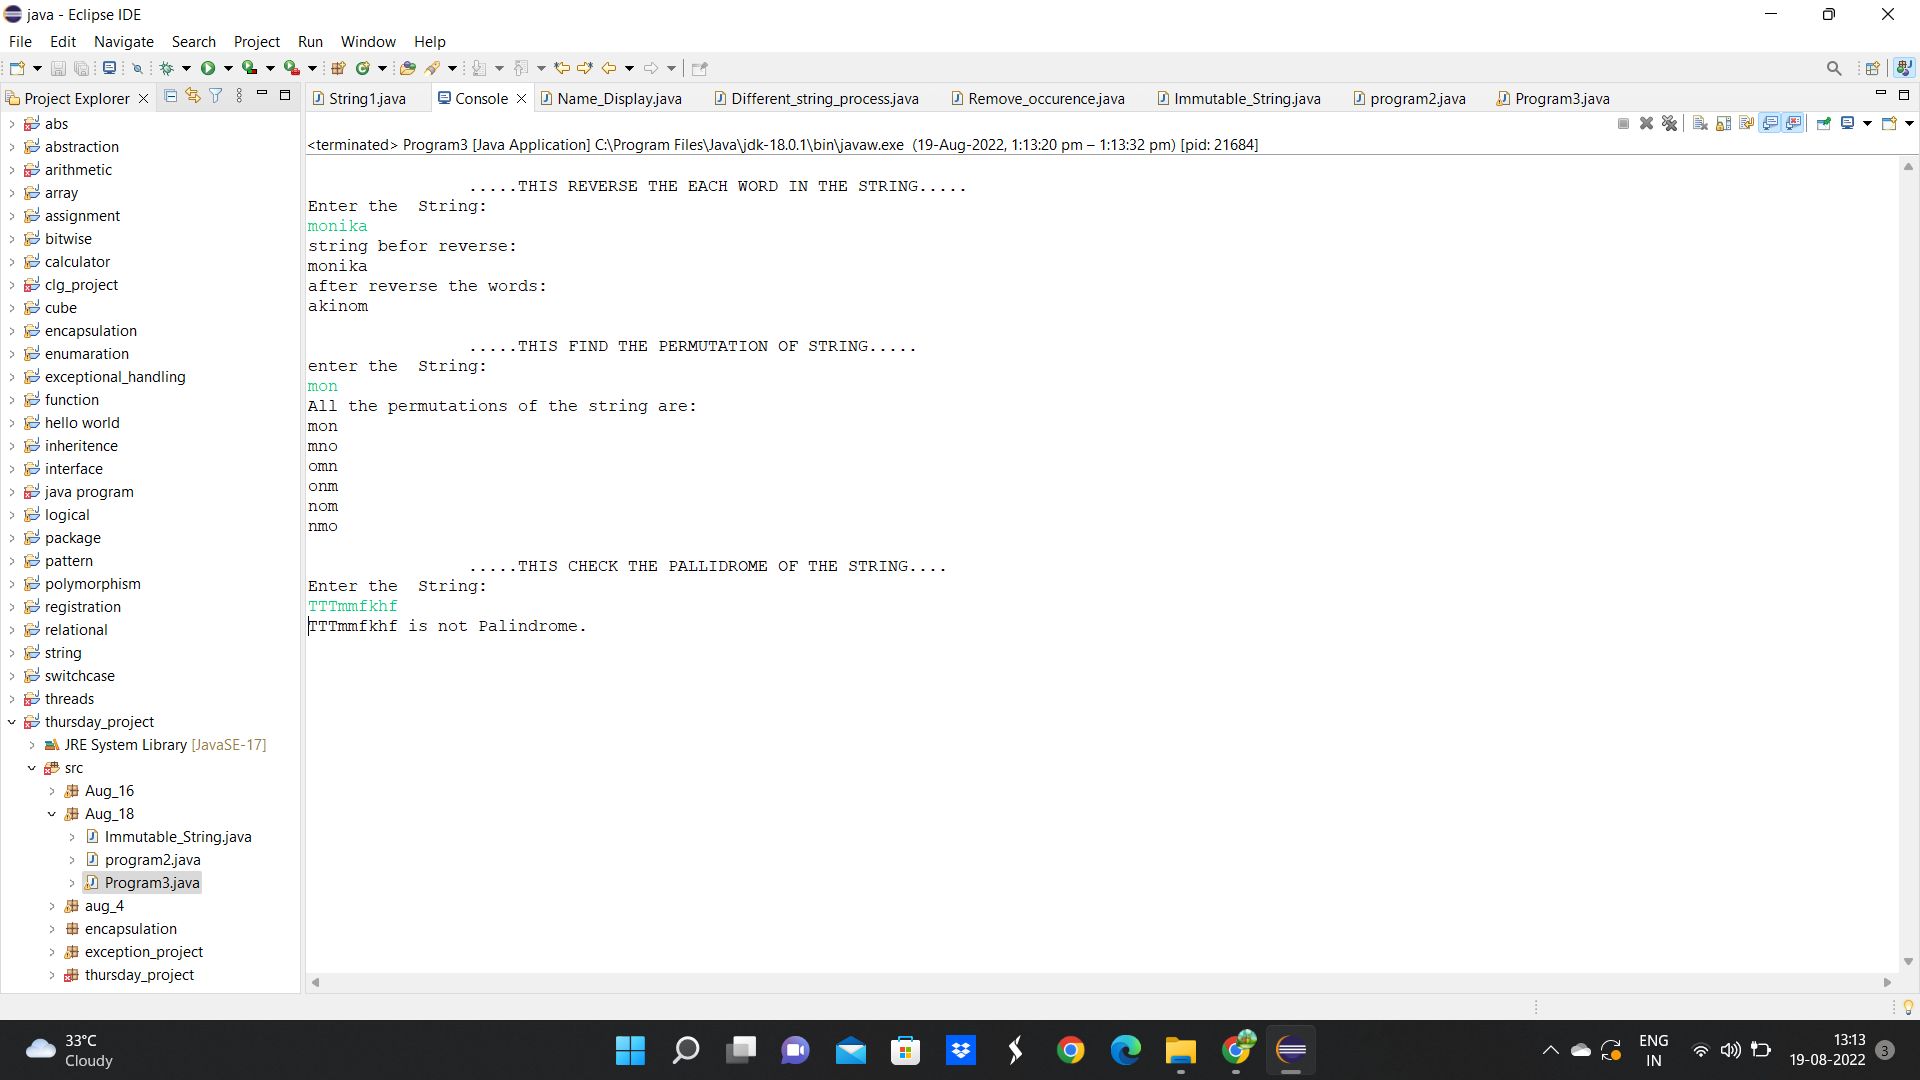 java - Eclipse IDE
File Edit Navigate Search Project Run Window Help
Project Explorer
String1.java Console Name_Display.java Different_string_process.java Remove_occurence.java Immutable_String.java program2.java Program3.java
<terminated> Program3 [Java Application] C:\Program Files\Java\jdk-18.0.1\bin\javaw.exe (19-Aug-2022, 1:13:20 pm – 1:13:32 pm) [pid: 21684]
abs
abstraction
arithmetic
array
assignment
bitwise
calculator
clg_project
cube
encapsulation
enumaration
exceptional_handling
function
hello world
inheritence
interface
java program
logical
package
pattern
polymorphism
registration
relational
string
switchcase
threads
thursday_project
JRE System Library [JavaSE-17]
src
Aug_16
Aug_18
Immutable_String.java
program2.java
Program3.java
aug_4
encapsulation
exception_project
thursday_project
.....THIS REVERSE THE EACH WORD IN THE STRING.....
Enter the  String:
monika
string befor reverse:
monika
after reverse the words:
akinom
.....THIS FIND THE PERMUTATION OF STRING.....
enter the  String:
mon
All the permutations of the string are:
mon
mno
omn
onm
nom
nmo
.....THIS CHECK THE PALLIDROME OF THE STRING....
Enter the  String:
TTTmmfkhf
TTTmmfkhf is not Palindrome.
33°C
Cloudy
ENG
IN
13:13
19-08-2022
3